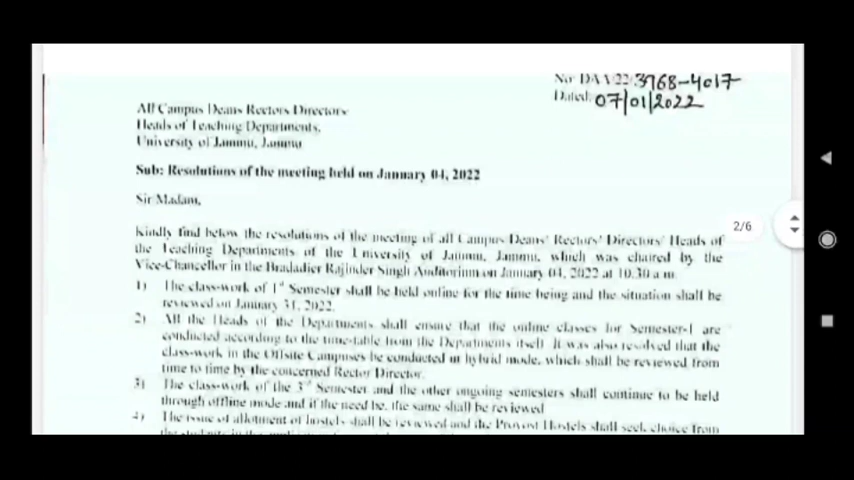 No: DAA/22/3968-4017
Dated: 07/01/2022
All Campus Deans/Rectors/Directors/
Heads of Teaching Departments,
University of Jammu, Jammu
Sub: Resolutions of the meeting held on January 04, 2022
Sir/Madam,
Kindly find below the resolutions of the meeting of all Campus Deans/ Rectors/ Directors/ Heads of
the Teaching Departments of the University of Jammu, Jammu, which was chaired by the
Vice-Chancellor in the Bradadier Rajinder Singh Auditorium on January 04, 2022 at 10.30 a.m.
2/6
1) The class-work of 1st Semester shall be held online for the time being and the situation shall be
reviewed on January 31, 2022.
2) All the Heads of the Departments shall ensure that the online classes for Semester-I are
conducted according to the time-table from the Departments itself. It was also resolved that the
class-work in the Offsite Campuses be conducted in hybrid mode, which shall be reviewed from
time to time by the concerned Rector/Director.
3) The class-work of the 3rd Semester and the other ongoing semesters shall continue to be held
through offline mode and if the need be, the same shall be reviewed
4) The issue of allotment of hostels shall be reviewed and the Provost Hostels shall seek choice from
the students in the